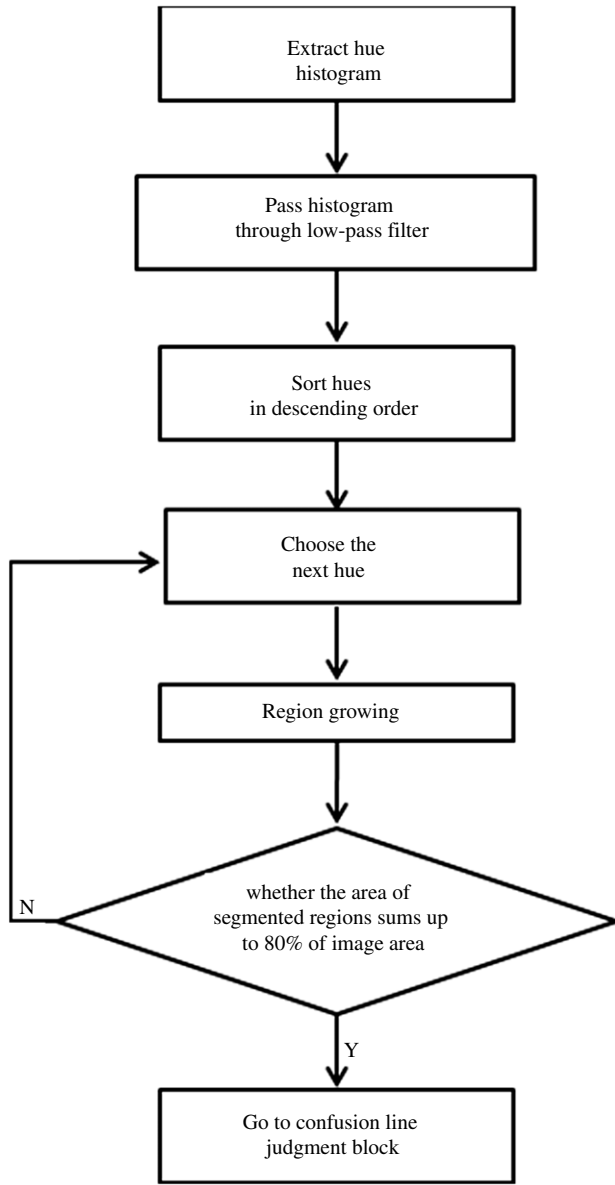 Extract hue
histogram
Pass histogram
through low-pass filter
Sort hues
in descending order
Choose the
next hue
Region growing
whether the area of
segmented regions sums up
to 80% of image area
N
Y
Go to confusion line
judgment block